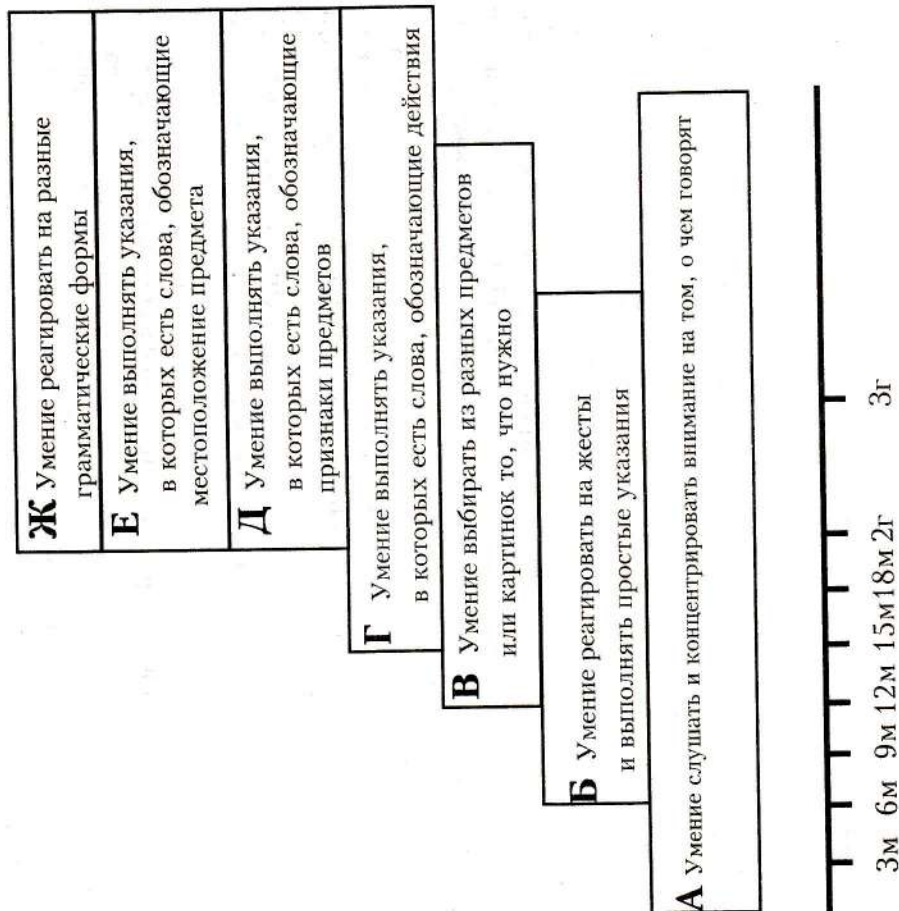 Ж Умение реагировать на разные
грамматические формы
Е Умение выполнять указания,
в которых есть слова, обозначающие
местоположение предмета
Д Умение выполнять указания,
в которых есть слова, обозначающие
признаки предметов
Г Умение выполнять указания,
в которых есть слова, обозначающие действия
В Умение выбирать из разных предметов
или картинок то, что нужно
Б Умение реагировать на жесты
и выполнять простые указания
А Умение слушать и концентрировать внимание на том, о чем говорят
3м 6м 9м 12м 15м 18м 2г 3г